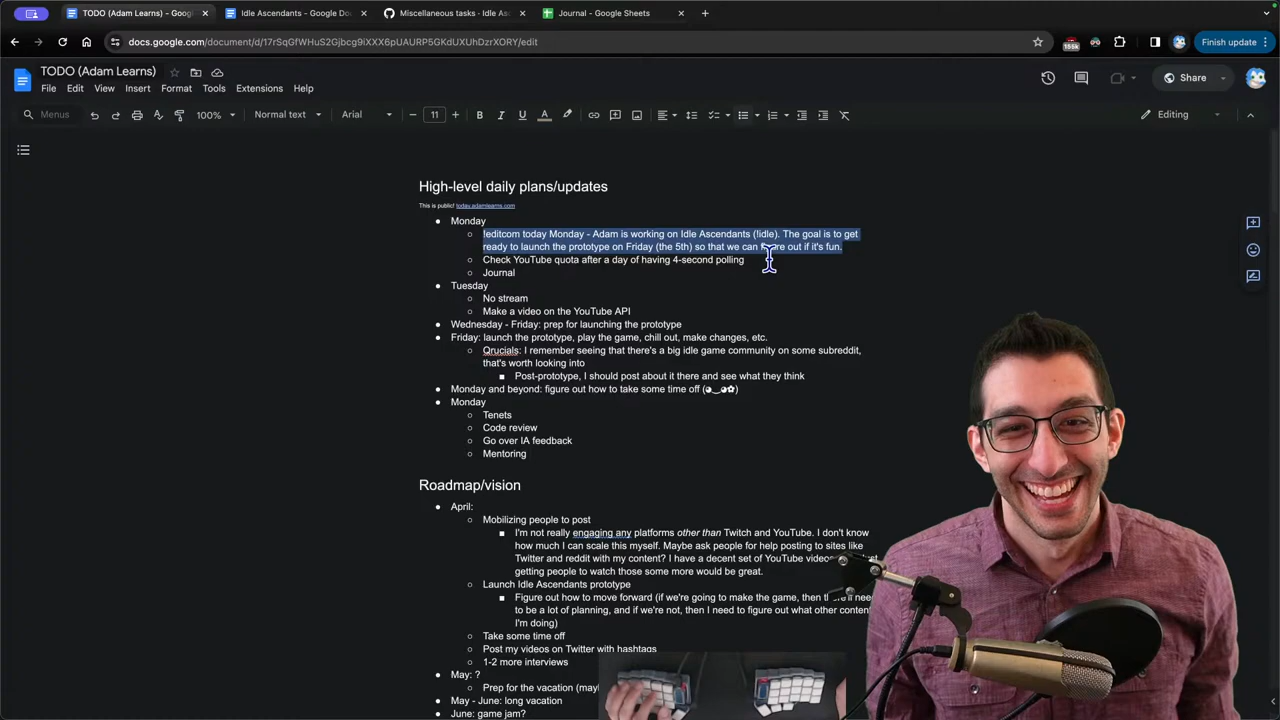 TODO (Adam Learns) - Goog
Idle Ascendants - Google Do
Miscellaneous tasks · Idle As
Journal - Google Sheets
docs.google.com/document/d/17rSqGfWHuS2Gjbcg9iXXX6pUAURP5GKdUXUhDzrXORY/edit
155k
Finish update
TODO (Adam Learns)
File Edit View Insert Format Tools Extensions Help
Share
Menus
100%
Normal text
Arial
11
B I U A
Editing
High-level daily plans/updates
This is public! today.adamlearns.com
Monday
!editcom today Monday - Adam is working on Idle Ascendants (!idle). The goal is to get
ready to launch the prototype on Friday (the 5th) so that we can figure out if it's fun.
Check YouTube quota after a day of having 4-second polling
Journal
Tuesday
No stream
Make a video on the YouTube API
Wednesday - Friday: prep for launching the prototype
Friday: launch the prototype, play the game, chill out, make changes, etc.
Qrucials: I remember seeing that there's a big idle game community on some subreddit,
that's worth looking into
Post-prototype, I should post about it there and see what they think
Monday and beyond: figure out how to take some time off (◕‿◕✿)
Monday
Tenets
Code review
Go over IA feedback
Mentoring
Roadmap/vision
April:
Mobilizing people to post
I'm not really engaging any platforms other than Twitch and YouTube. I don't know
how much I can scale this myself. Maybe ask people for help posting to sites like
Twitter and reddit with my content? I have a decent set of YouTube videos
getting people to watch those some more would be great.
Launch Idle Ascendants prototype
Figure out how to move forward (if we're going to make the game, then there'll need
to be a lot of planning, and if we're not, then I need to figure out what other content
I'm doing)
Take some time off
Post my videos on Twitter with hashtags
1-2 more interviews
May: ?
Prep for the vacation
May - June: long vacation
June: game jam?